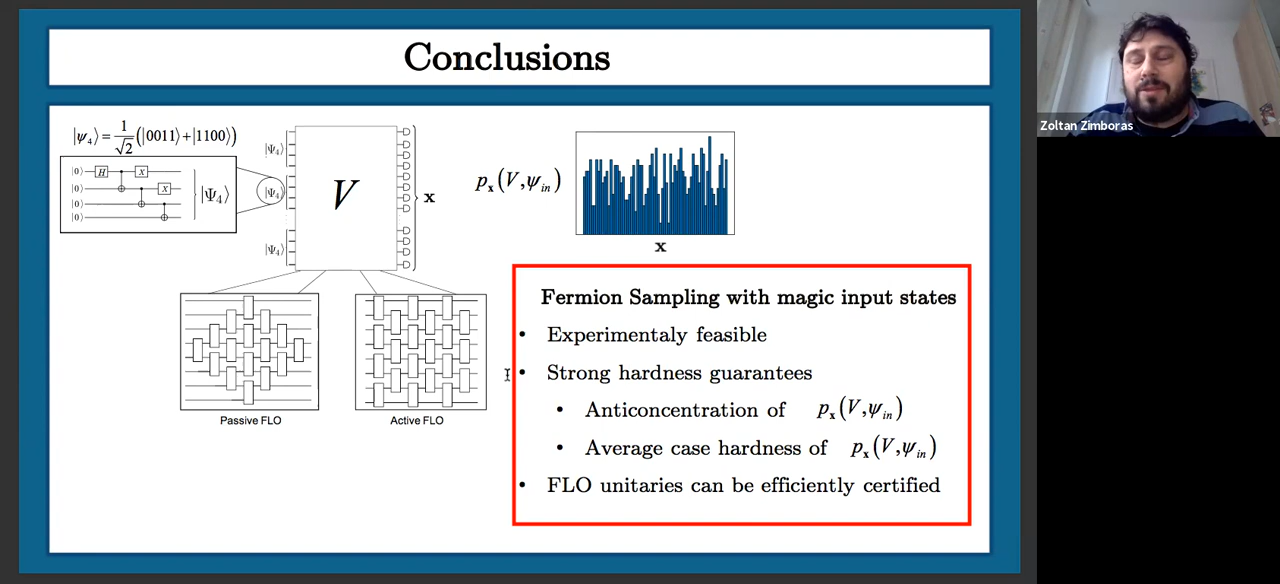 Conclusions
|ψ₄⟩ = 1/√2 (|0011⟩+|1100⟩)
|0⟩ H X
|0⟩ X
|0⟩
|0⟩
|Ψ₄⟩
|Ψ₄⟩
|Ψ₄⟩
|Ψ₄⟩
V
x
pₓ(V,ψᵢₙ)
x
Passive FLO
Active FLO
Fermion Sampling with magic input states
• Experimentaly feasible
• Strong hardness guarantees
• Anticoncentration of pₓ(V,ψᵢₙ)
• Average case hardness of pₓ(V,ψᵢₙ)
• FLO unitaries can be efficiently certified
Zoltan Zimboras